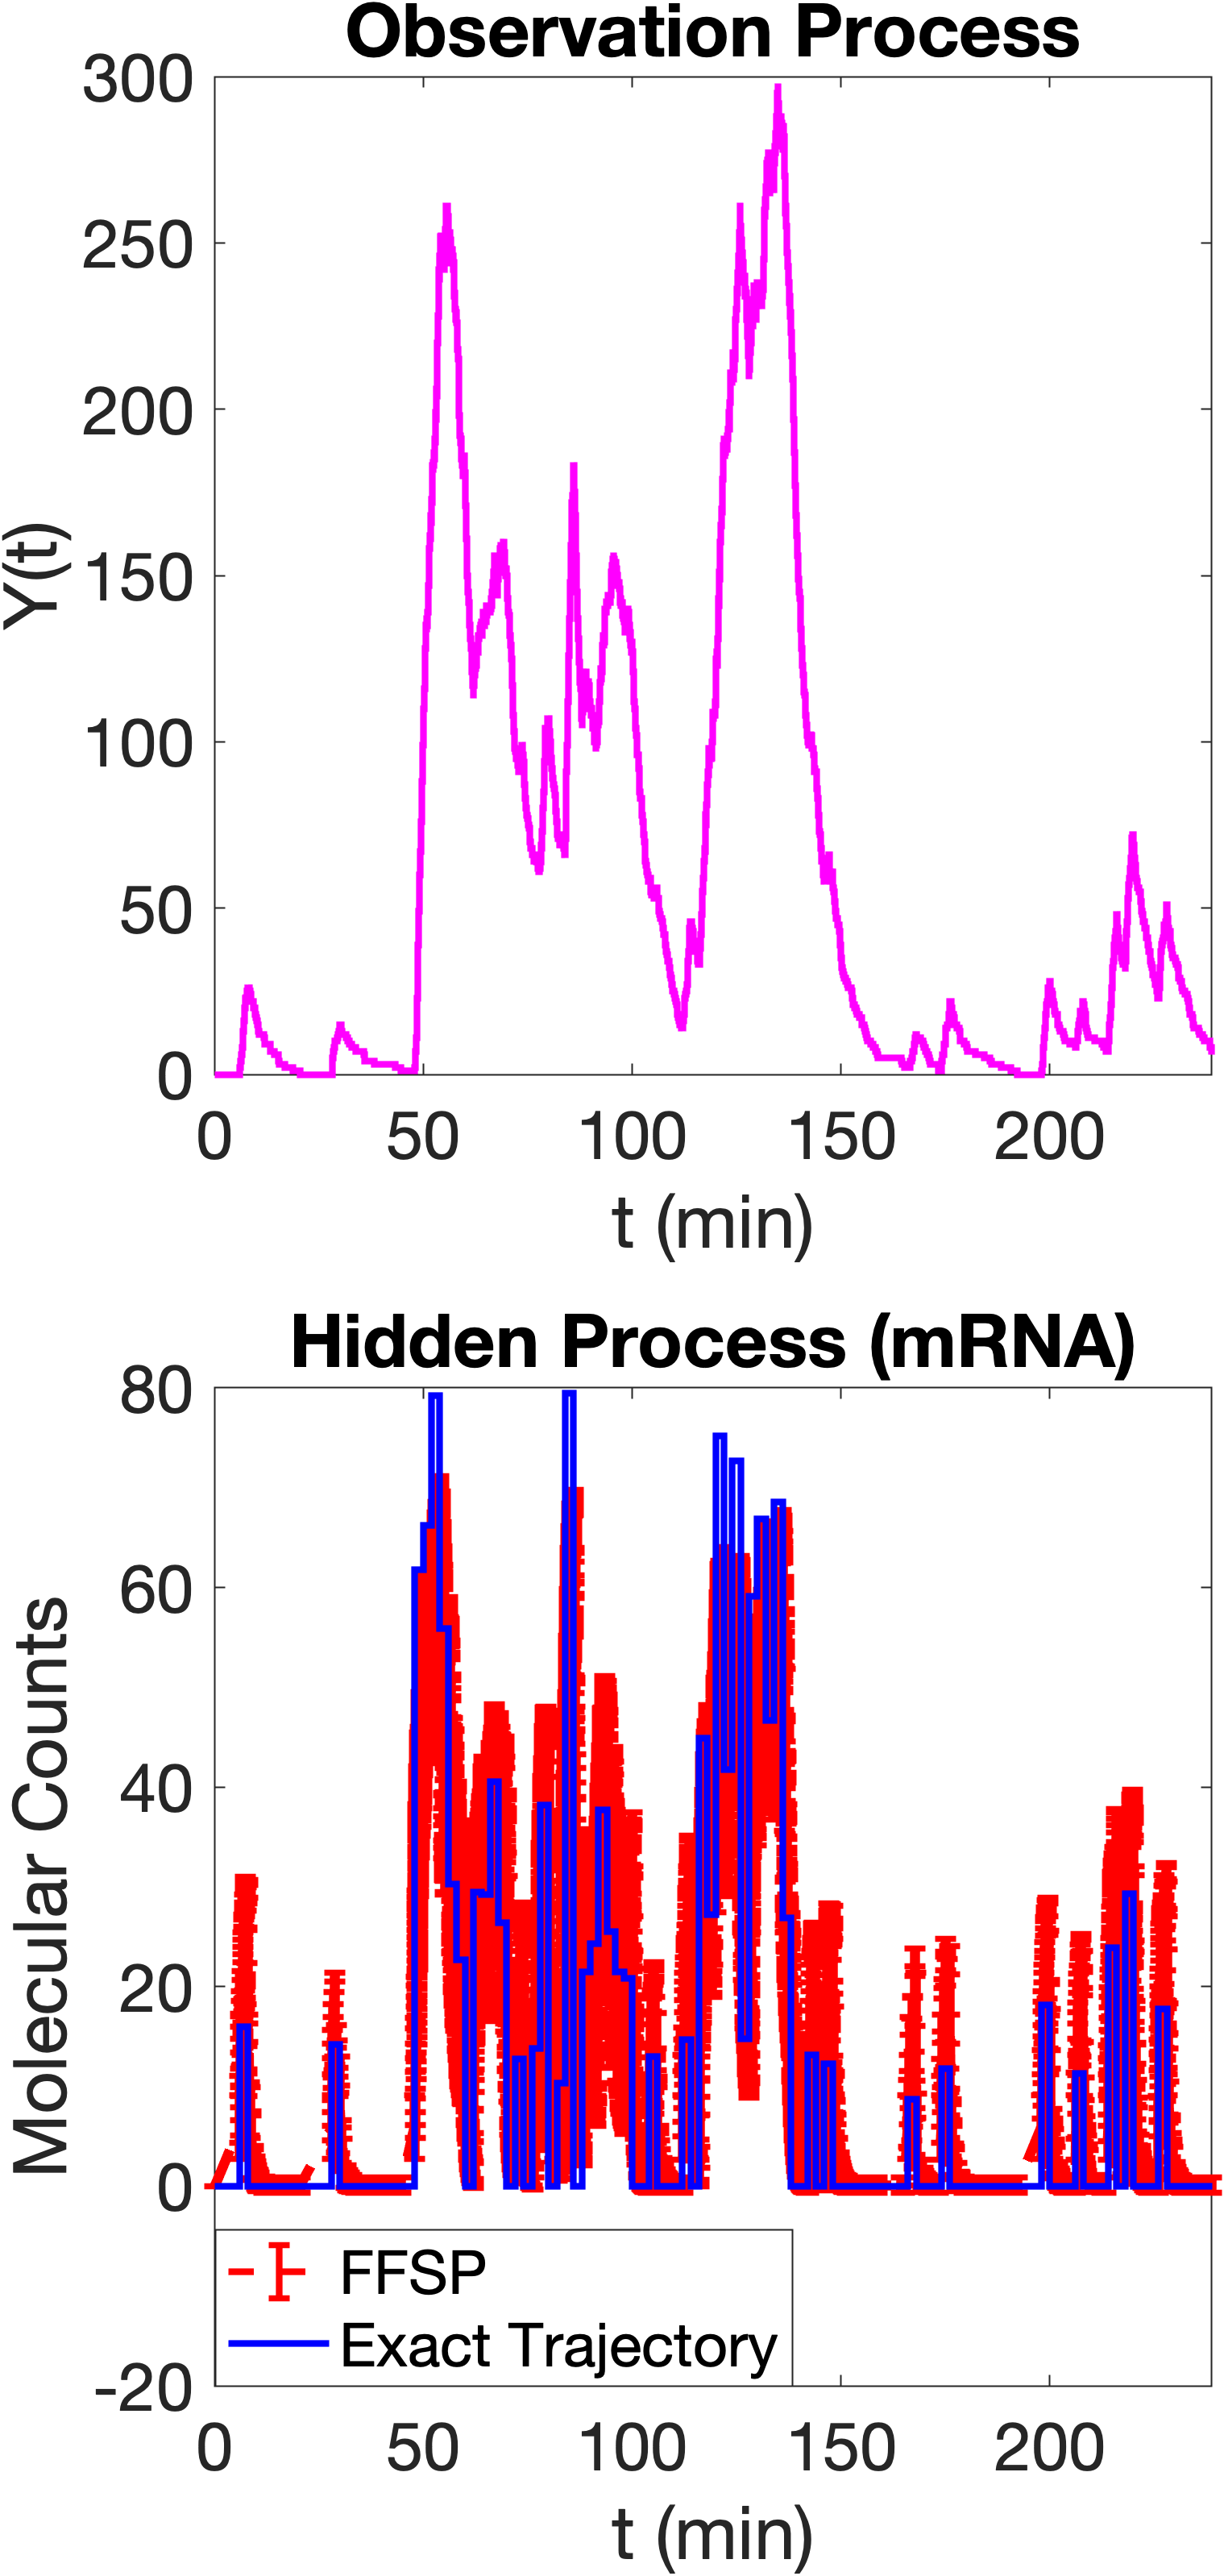 Observation Process
300
250
200
150
100
50
0
Y(t)
0 50 100 150 200
t (min)
Hidden Process (mRNA)
80
60
40
20
0
-20
Molecular Counts
FFSP
Exact Trajectory
0 50 100 150 200
t (min)